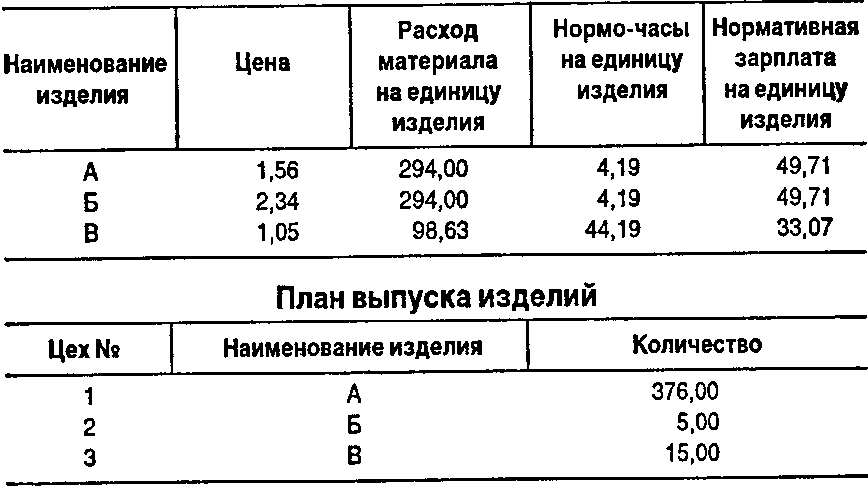 Наименование изделия | Цена | Расход материала на единицу изделия | Нормо-часы на единицу изделия | Нормативная зарплата на единицу изделия
А 1,56 294,00 4,19 49,71
Б 2,34 294,00 4,19 49,71
В 1,05 98,63 44,19 33,07
План выпуска изделий
Цех № | Наименование изделия | Количество
1 А 376,00
2 Б 5,00
3 В 15,00